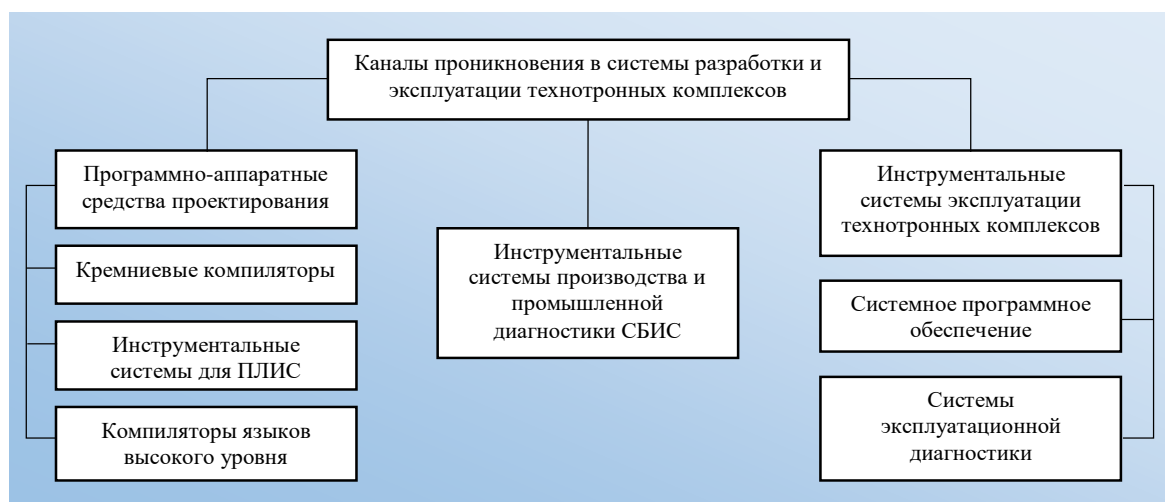 Каналы проникновения в системы разработки и
эксплуатации технотронных комплексов
Программно-аппаратные
средства проектирования
Кремниевые компиляторы
Инструментальные
системы для ПЛИС
Компиляторы языков
высокого уровня
Инструментальные
системы производства и
промышленной
диагностики СБИС
Инструментальные
системы эксплуатации
технотронных комплексов
Системное программное
обеспечение
Системы
эксплуатационной
диагностики